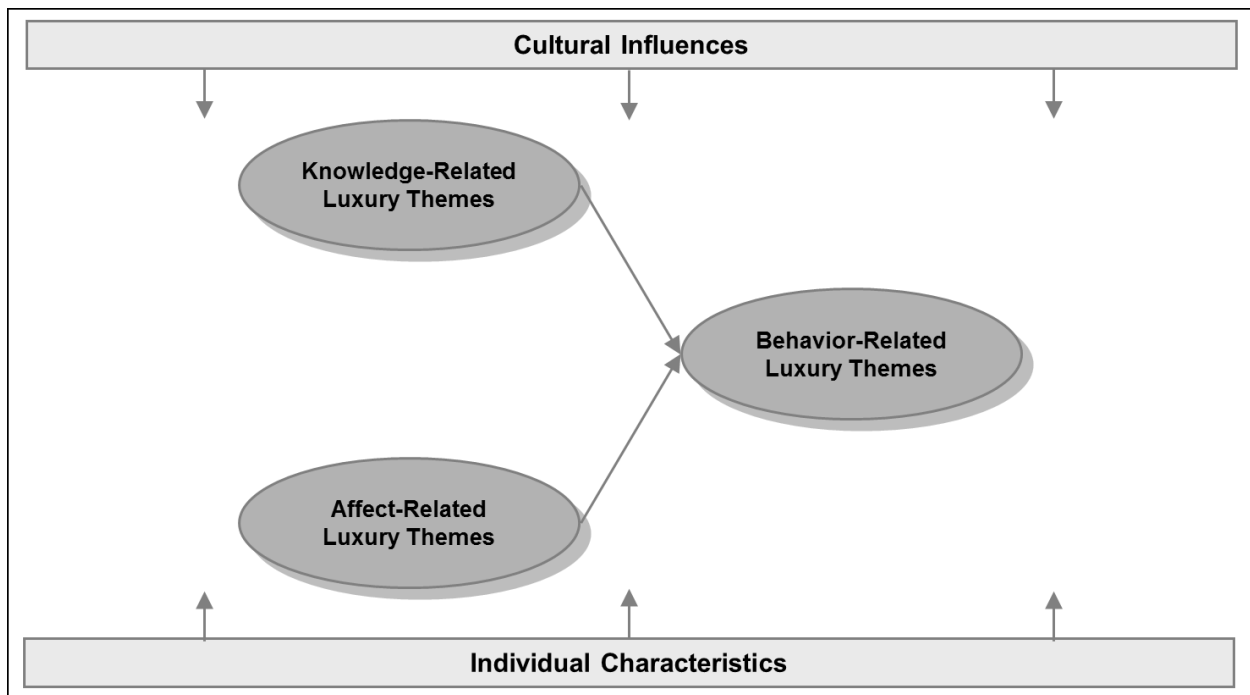 Cultural Influences
Knowledge-Related
Luxury Themes
Behavior-Related
Luxury Themes
Affect-Related
Luxury Themes
Individual Characteristics